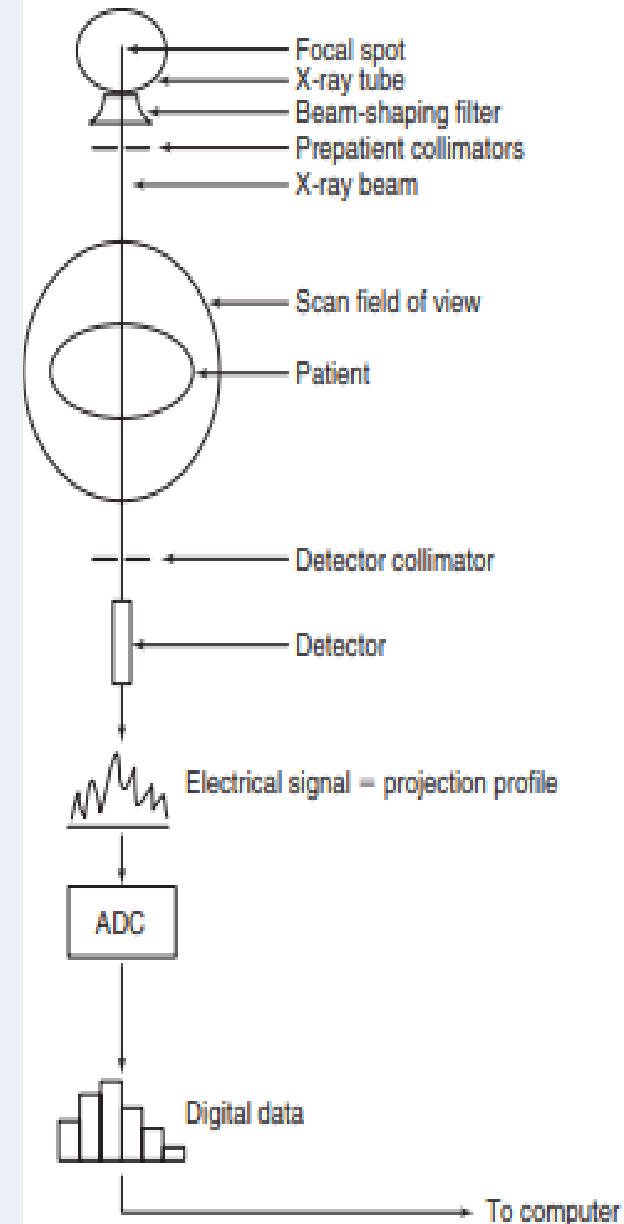 Focal spot
X-ray tube
Beam-shaping filter
Prepatient collimators
X-ray beam
Scan field of view
Patient
Detector collimator
Detector
Electrical signal = projection profile
ADC
Digital data
To computer